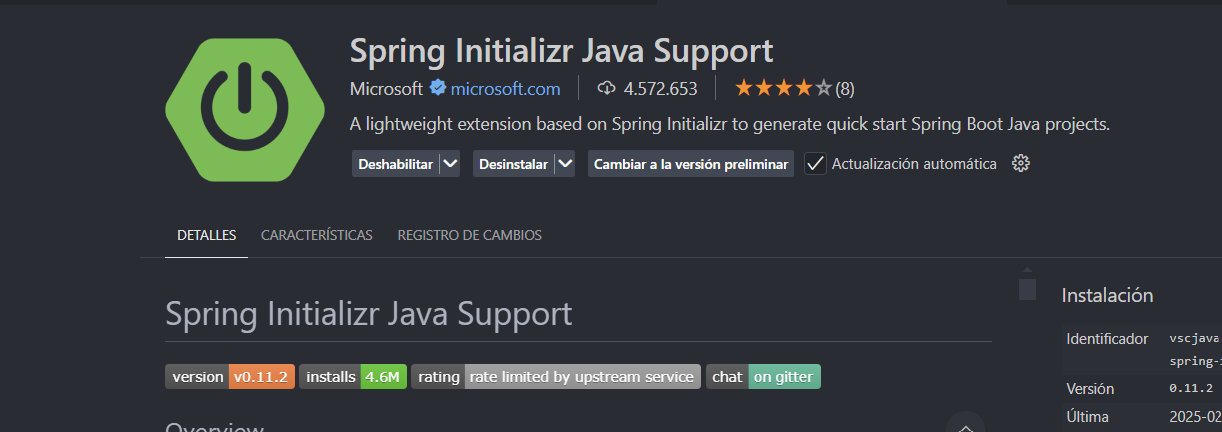 Spring Initializr Java Support
Microsoft microsoft.com 4.572.653 (8)
A lightweight extension based on Spring Initializr to generate quick start Spring Boot Java projects.
Deshabilitar Desinstalar Cambiar a la versión preliminar Actualización automática
DETALLES CARACTERÍSTICAS REGISTRO DE CAMBIOS
Spring Initializr Java Support
version v0.11.2 installs 4.6M rating rate limited by upstream service chat on gitter
Overview
Instalación
Identificador vscjava
spring-
Versión 0.11.2
Última 2025-02